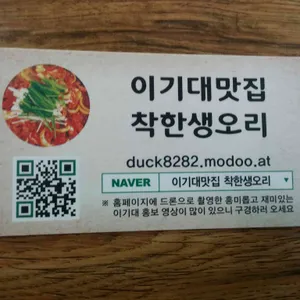 이기대맛집
착한생오리
duck8282.modoo.at
NAVER 이기대맛집 착한생오리 ▼
※ 홈페이지에 드론으로 촬영한 흥미롭고 재미있는
이기대 홍보 영상이 많이 있으니 구경하러 오세요